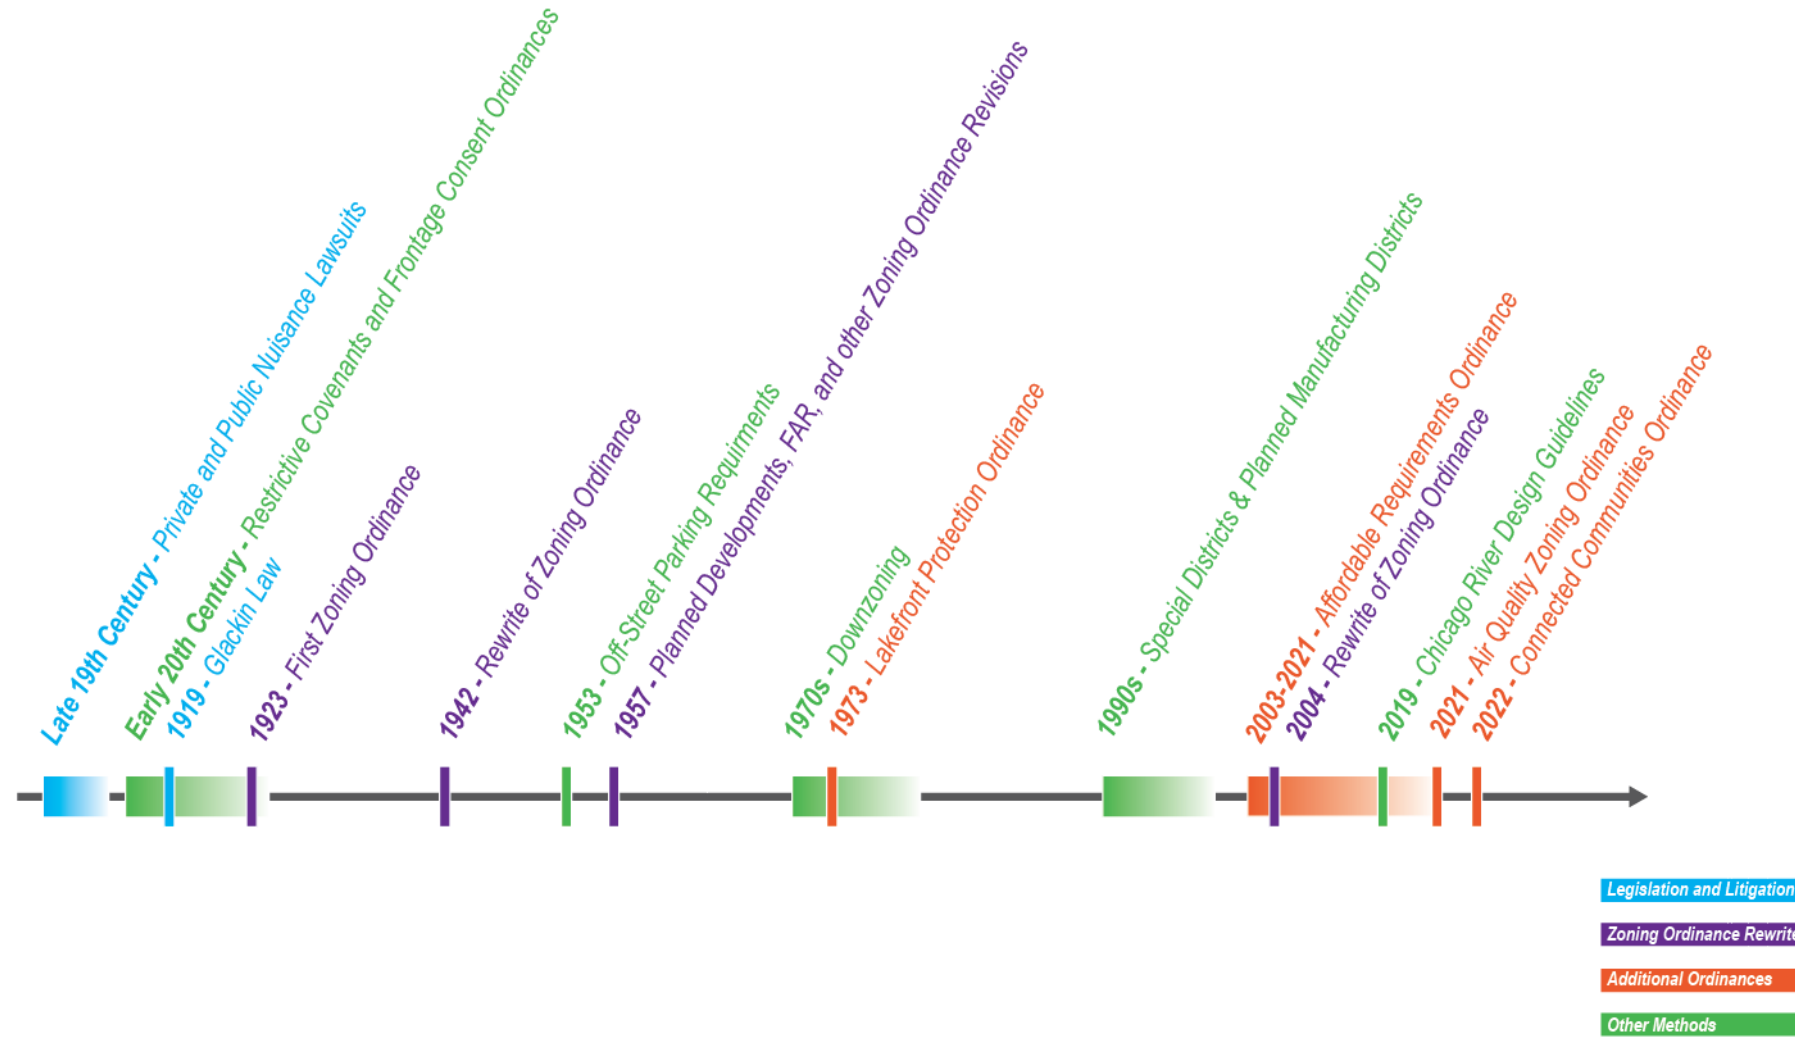 Late 19th Century - Private and Public Nuisance Lawsuits
Early 20th Century - Restrictive Covenants and Frontage Consent Ordinances
1919 - Glackin Law
1923 - First Zoning Ordinance
1942 - Rewrite of Zoning Ordinance
1953 - Off-Street Parking Requirments
1957 - Planned Developments, FAR, and other Zoning Ordinance Revisions
1970s - Downzoning
1973 - Lakefront Protection Ordinance
1990s - Special Districts & Planned Manufacturing Districts
2003-2021 - Affordable Requirements Ordinance
2004 - Rewrite of Zoning Ordinance
2019 - Chicago River Design Guidelines
2021 - Air Quality Zoning Ordinance
2022 - Connected Communities Ordinance
Legislation and Litigation
Zoning Ordinance Rewrite
Additional Ordinances
Other Methods